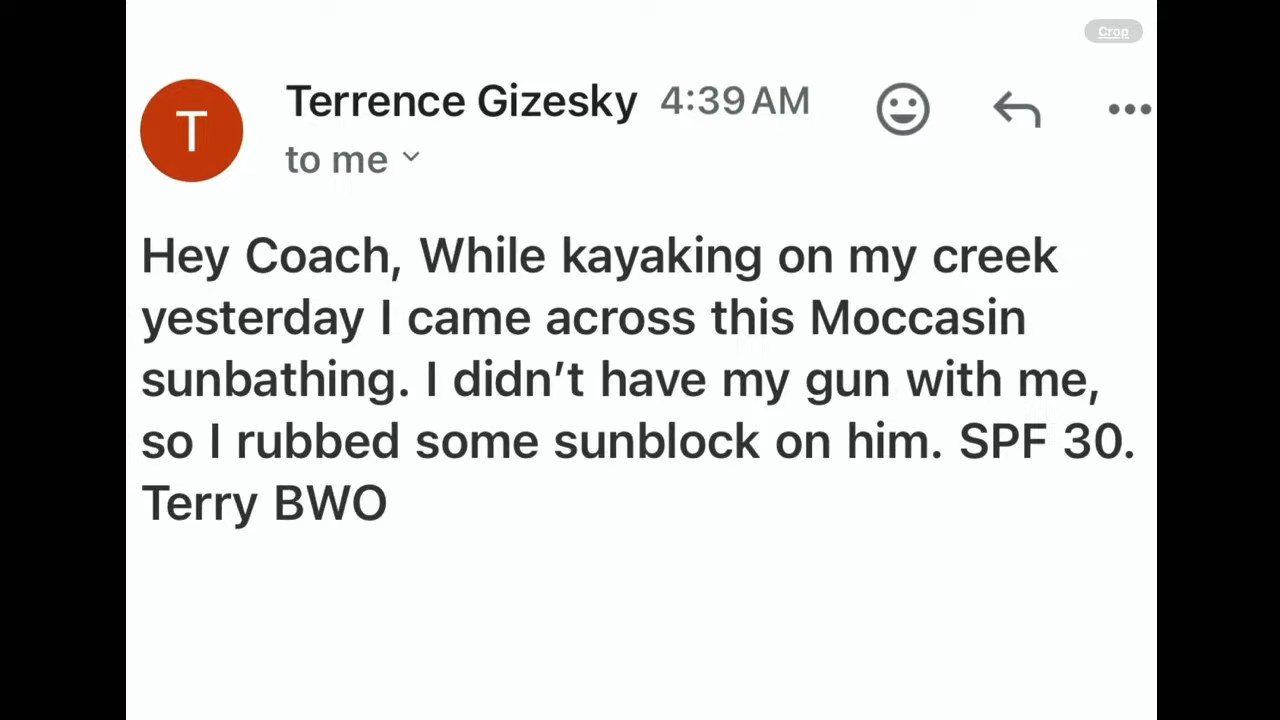 Crop
Terrence Gizesky 4:39 AM
T
to me
Hey Coach, While kayaking on my creek
yesterday I came across this Moccasin
sunbathing. I didn’t have my gun with me,
so I rubbed some sunblock on him. SPF 30.
Terry BWO